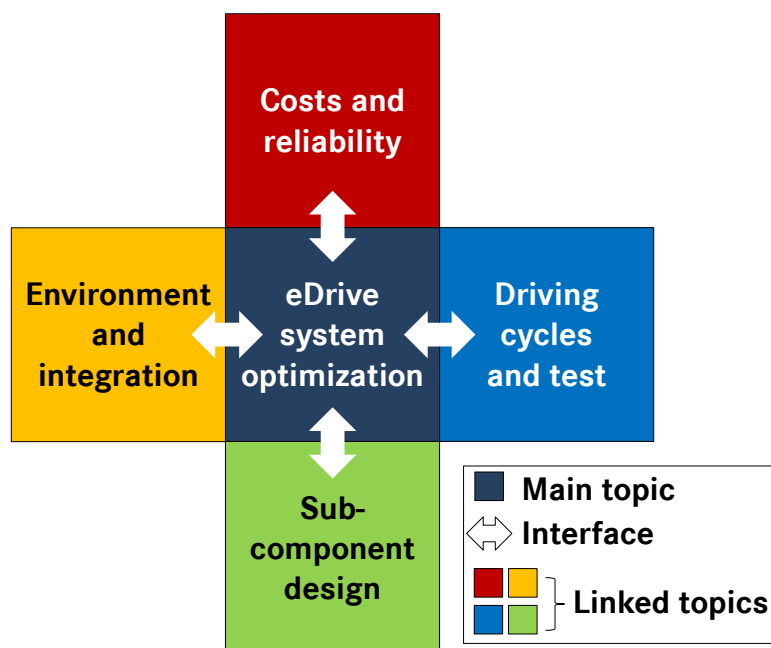 Costs and
reliability
Environment
and
integration
eDrive
system
optimization
Driving
cycles
and test
Sub-
component
design
Main topic
Interface
Linked topics